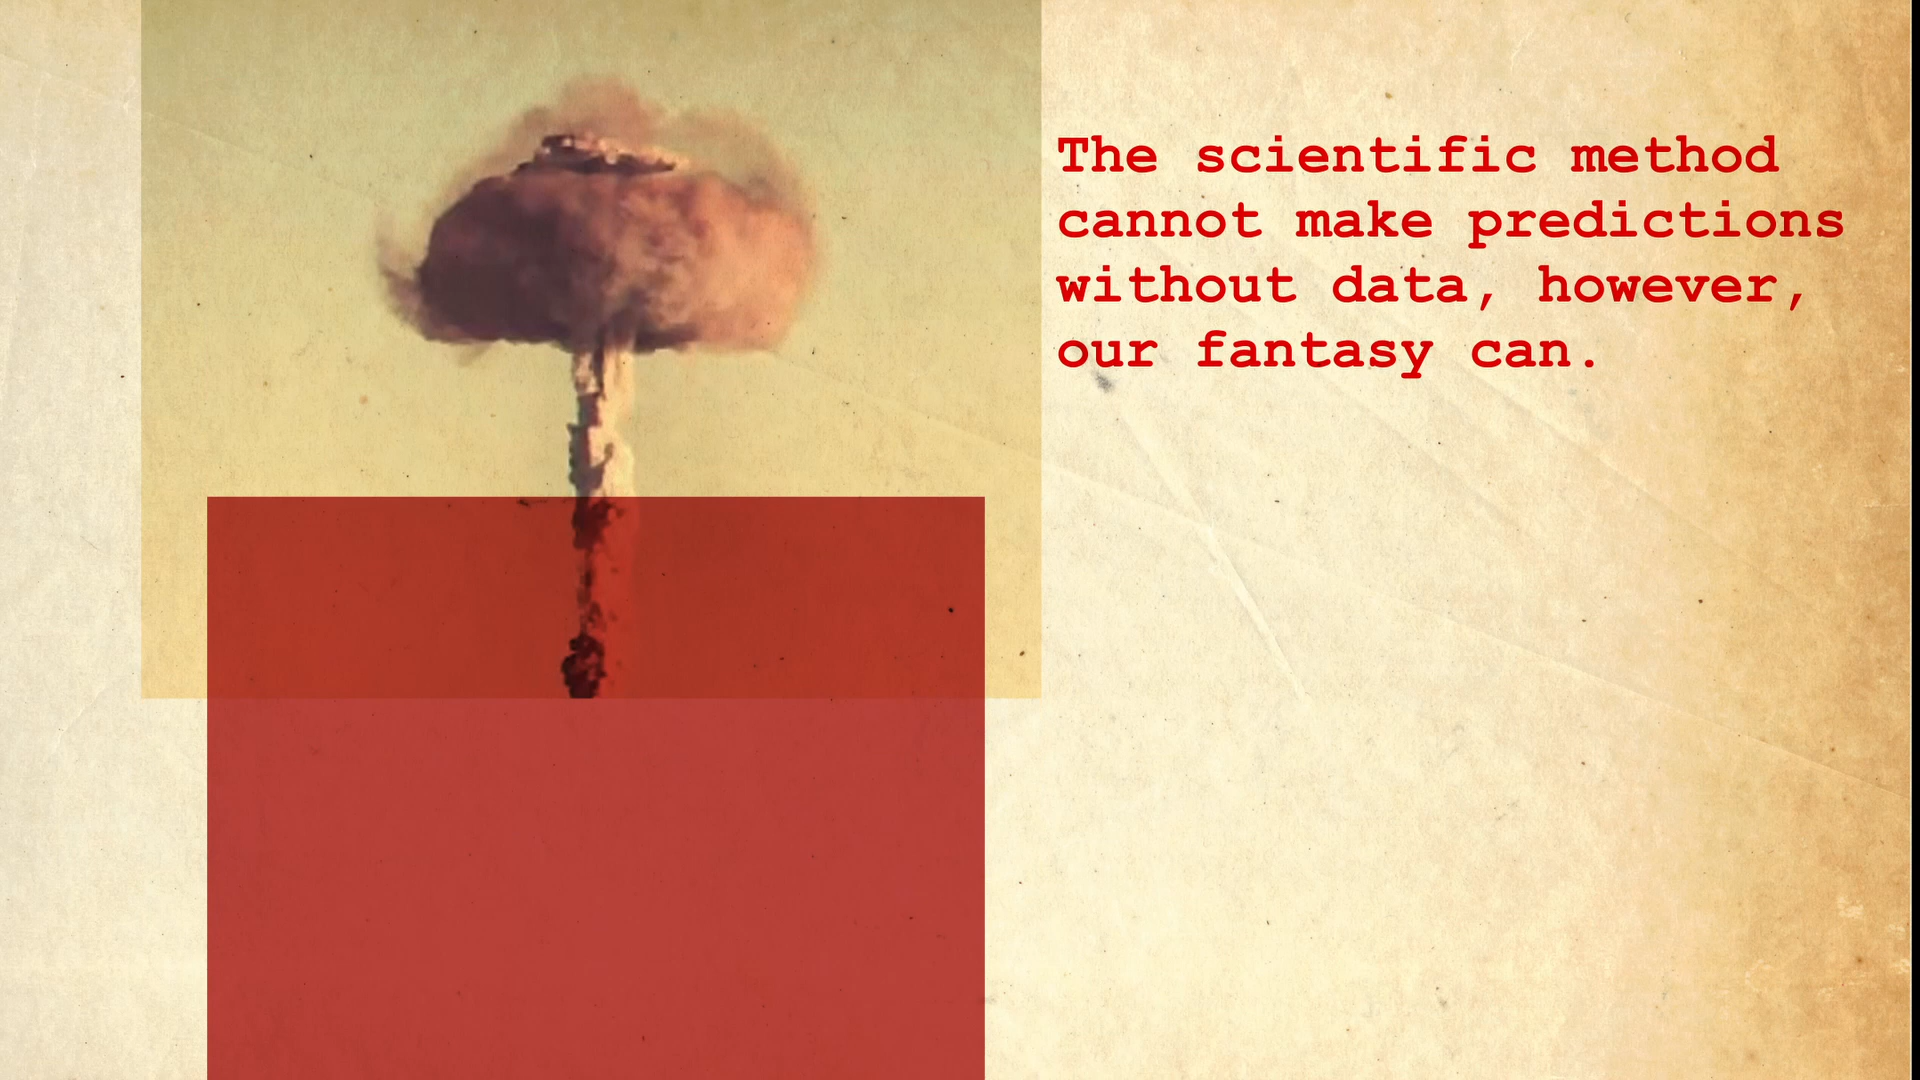 The scientific method
cannot make predictions
without data, however,
our fantasy can.